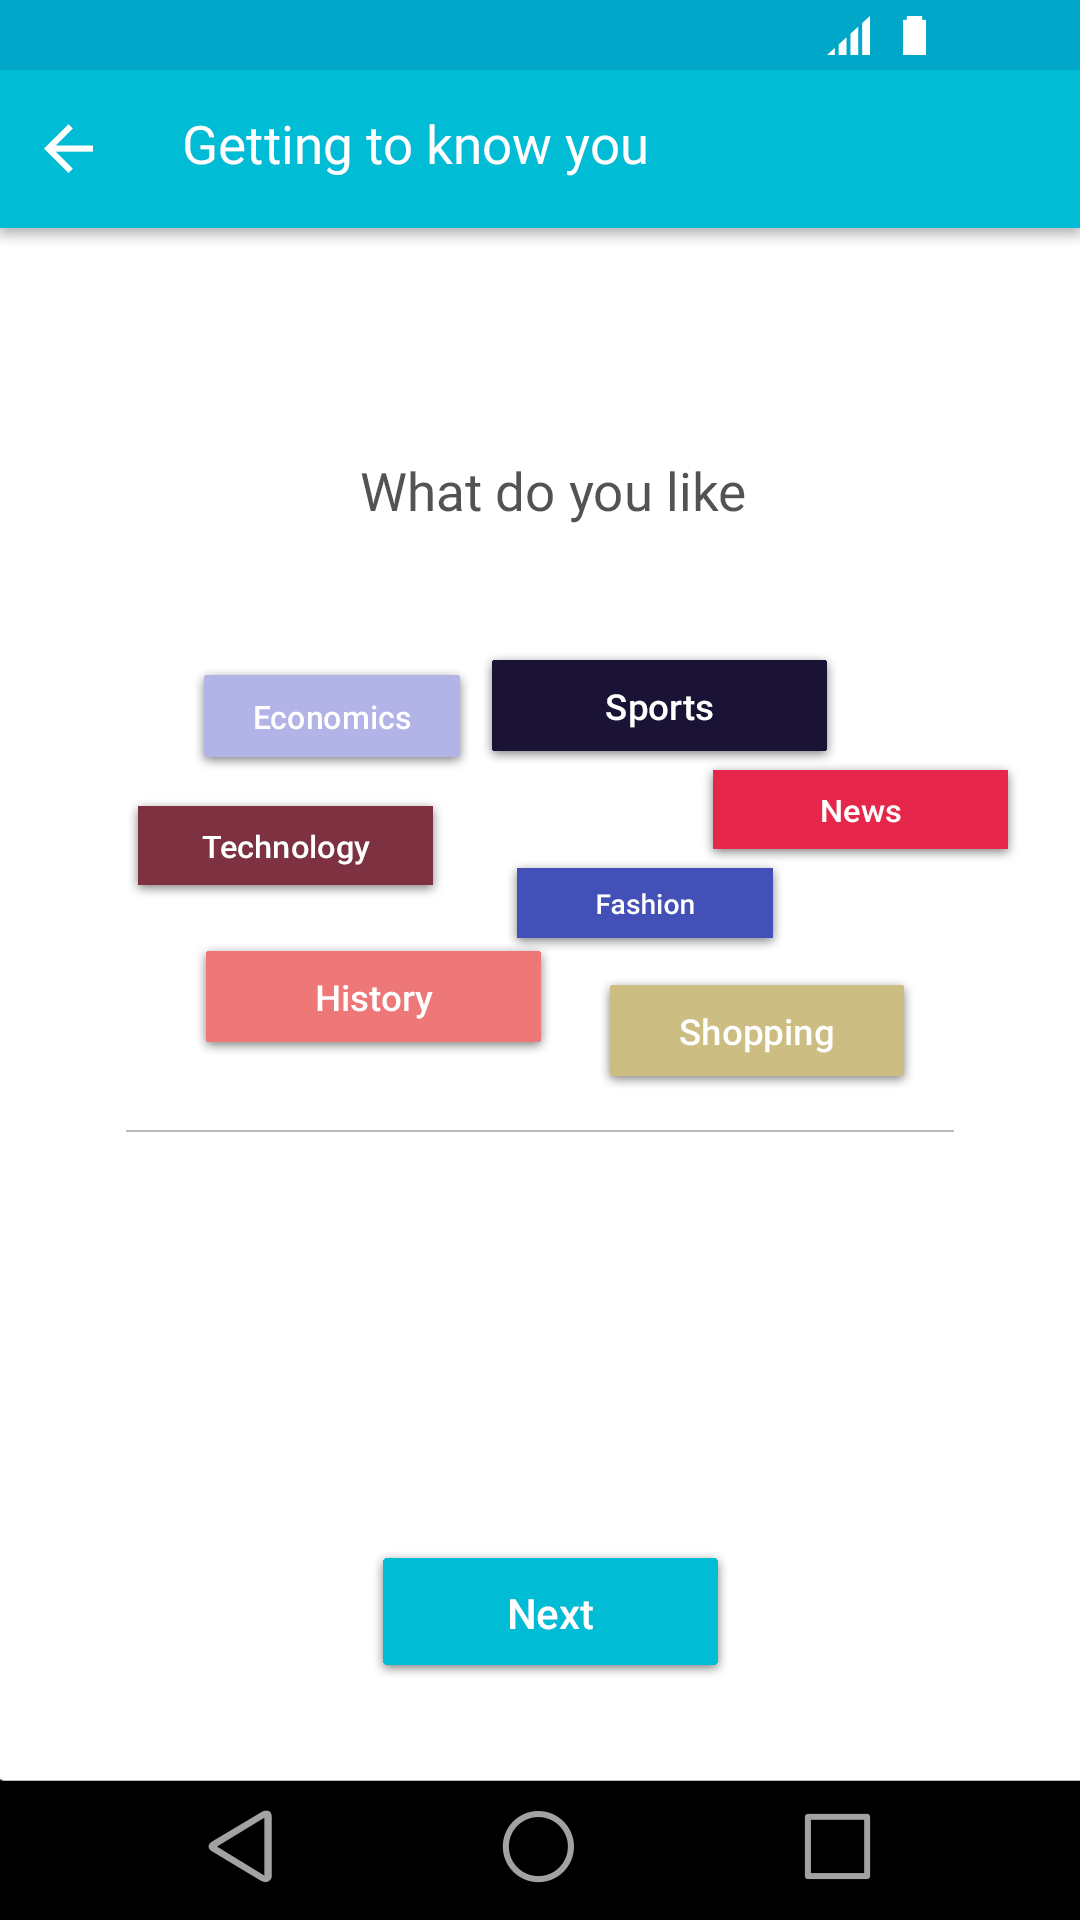 Getting to know you
What do you like
Economics
Sports
News
Technology
Fashion
History
Shopping
Next